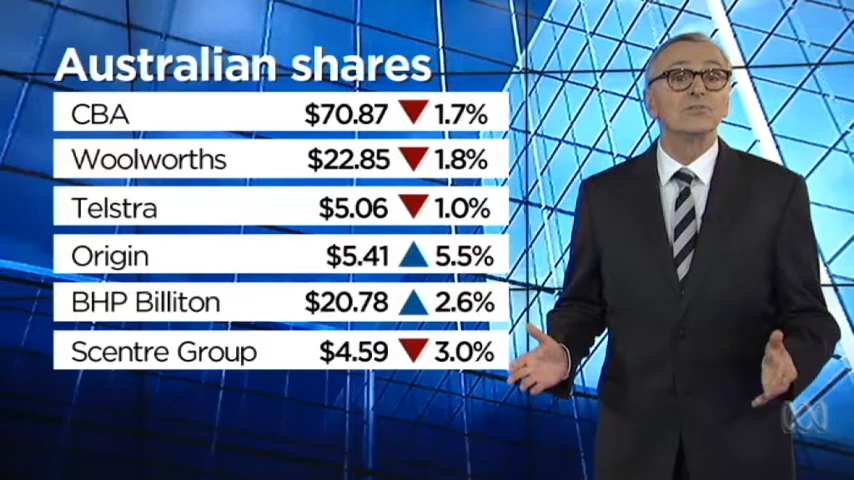 Australian shares
CBA $70.87 ▼ 1.7%
Woolworths $22.85 ▼ 1.8%
Telstra $5.06 ▼ 1.0%
Origin $5.41 ▲ 5.5%
BHP Billiton $20.78 ▲ 2.6%
Scentre Group $4.59 ▼ 3.0%